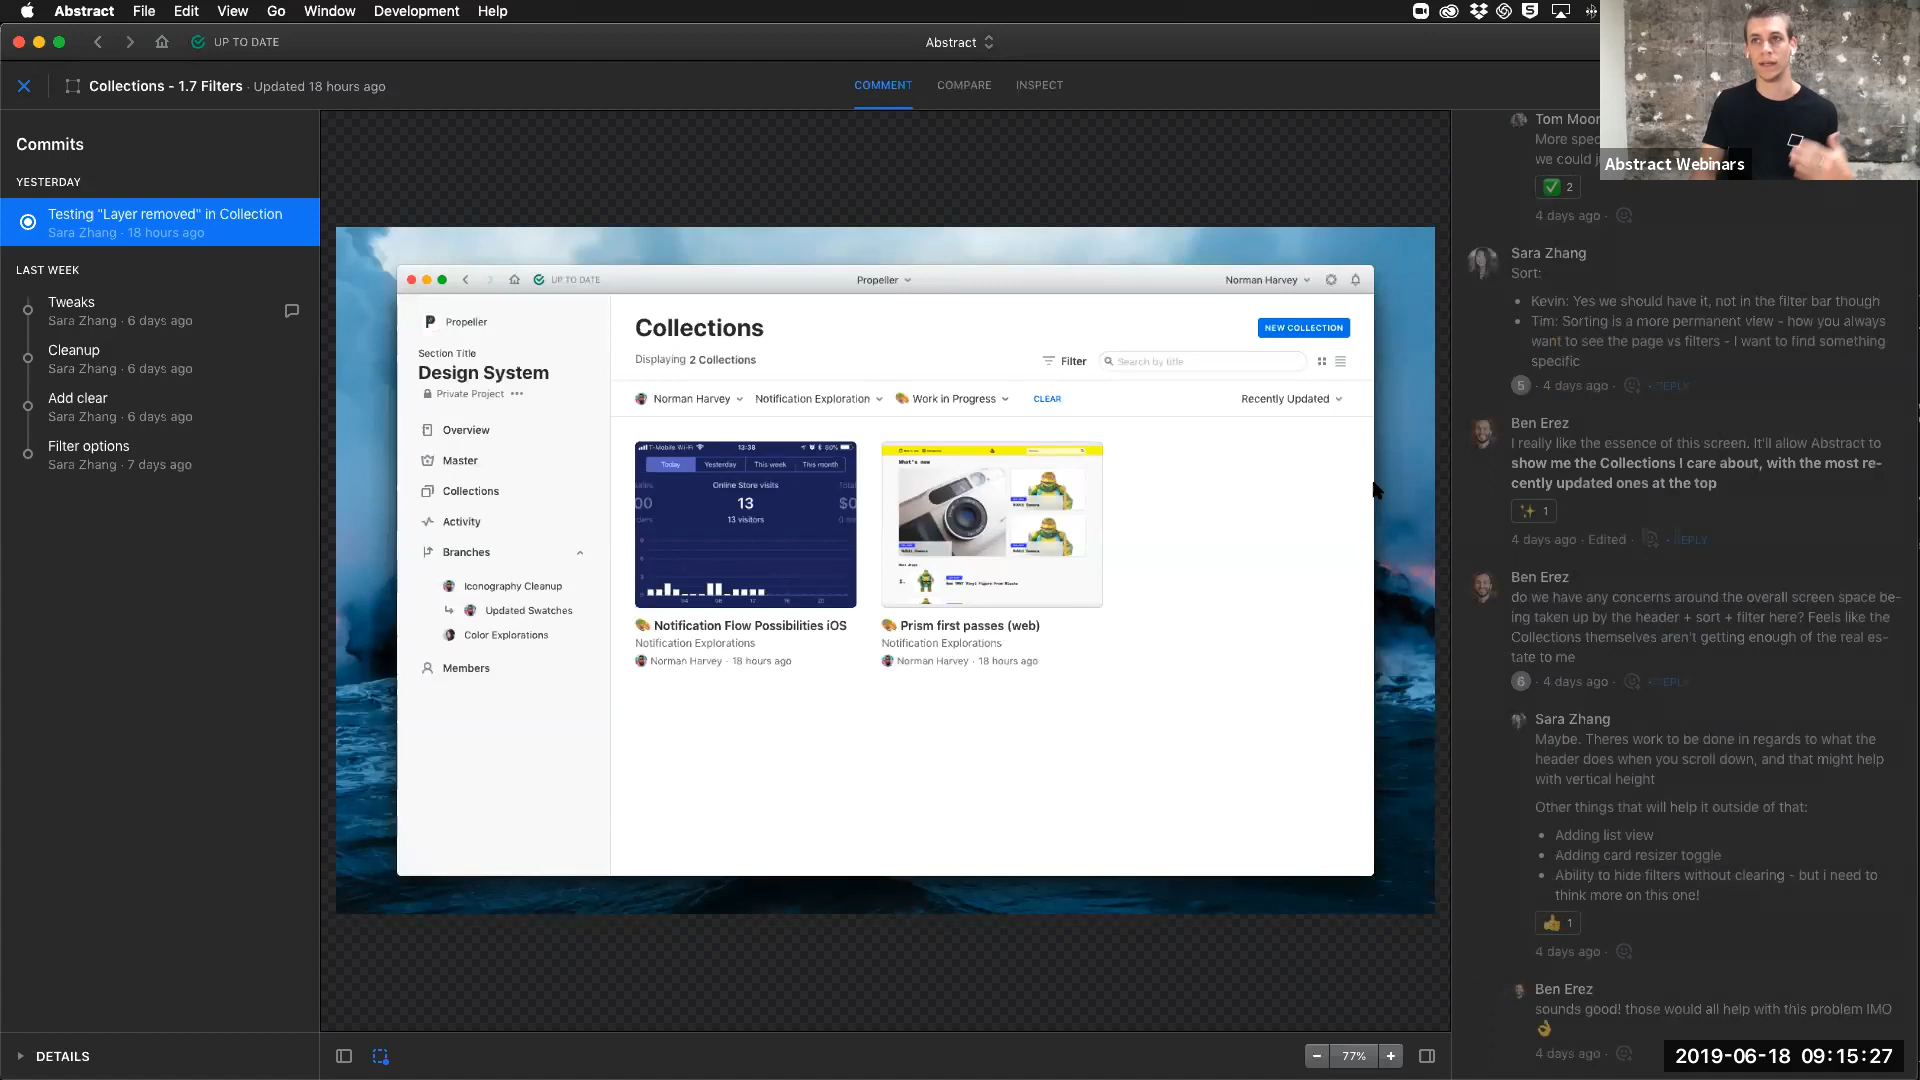 Abstract File Edit View Go Window Development Help
UP TO DATE
Abstract
Collections - 1.7 Filters · Updated 18 hours ago
COMMENT COMPARE INSPECT
Abstract Webinars
Commits
YESTERDAY
Testing "Layer removed" in Collection
Sara Zhang · 18 hours ago
LAST WEEK
Tweaks
Sara Zhang · 6 days ago
Cleanup
Sara Zhang · 6 days ago
Add clear
Sara Zhang · 6 days ago
Filter options
Sara Zhang · 7 days ago
DETAILS
UP TO DATE
Propeller
Norman Harvey
P Propeller
Section Title
Design System
Private Project
Overview
Master
Collections
Activity
Branches
Iconography Cleanup
Updated Swatches
Color Explorations
Members
Collections
NEW COLLECTION
Displaying 2 Collections
Filter
Search by title
Norman Harvey
Notification Exploration
Work in Progress
CLEAR
Recently Updated
T-Mobile Wi-Fi 13:38 80%
Today Yesterday This week This month
Online Store visits
13
13 visitors
$0
What's new
Notification Flow Possibilities iOS
Notification Explorations
Norman Harvey · 18 hours ago
Prism first passes (web)
Notification Explorations
Norman Harvey · 18 hours ago
77%
Tom Moor
More spec
we could j
2
4 days ago ·
Sara Zhang
Sort:
• Kevin: Yes we should have it, not in the filter bar though
• Tim: Sorting is a more permanent view - how you always
want to see the page vs filters - I want to find something
specific
5 · 4 days ago · · REPLY
Ben Erez
I really like the essence of this screen. It'll allow Abstract to
show me the Collections I care about, with the most re-
cently updated ones at the top
1
4 days ago · Edited · · REPLY
Ben Erez
do we have any concerns around the overall screen space be-
ing taken up by the header + sort + filter here? Feels like the
Collections themselves aren't getting enough of the real es-
tate to me
6 · 4 days ago · · REPLY
Sara Zhang
Maybe. Theres work to be done in regards to what the
header does when you scroll down, and that might help
with vertical height
Other things that will help it outside of that:
• Adding list view
• Adding card resizer toggle
• Ability to hide filters without clearing - but i need to
think more on this one!
1
4 days ago ·
Ben Erez
sounds good! those would all help with this problem IMO
4 days ago ·
2019-06-18 09:15:27